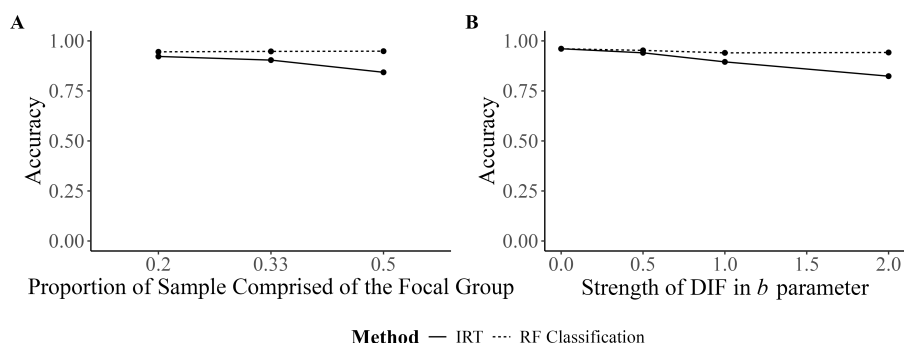 A
1.00
0.75
0.50
0.25
0.00
Accuracy
0.2 0.33 0.5
Proportion of Sample Comprised of the Focal Group
B
1.00
0.75
0.50
0.25
0.00
Accuracy
0.0 0.5 1.0 1.5 2.0
Strength of DIF in b parameter
Method IRT RF Classification